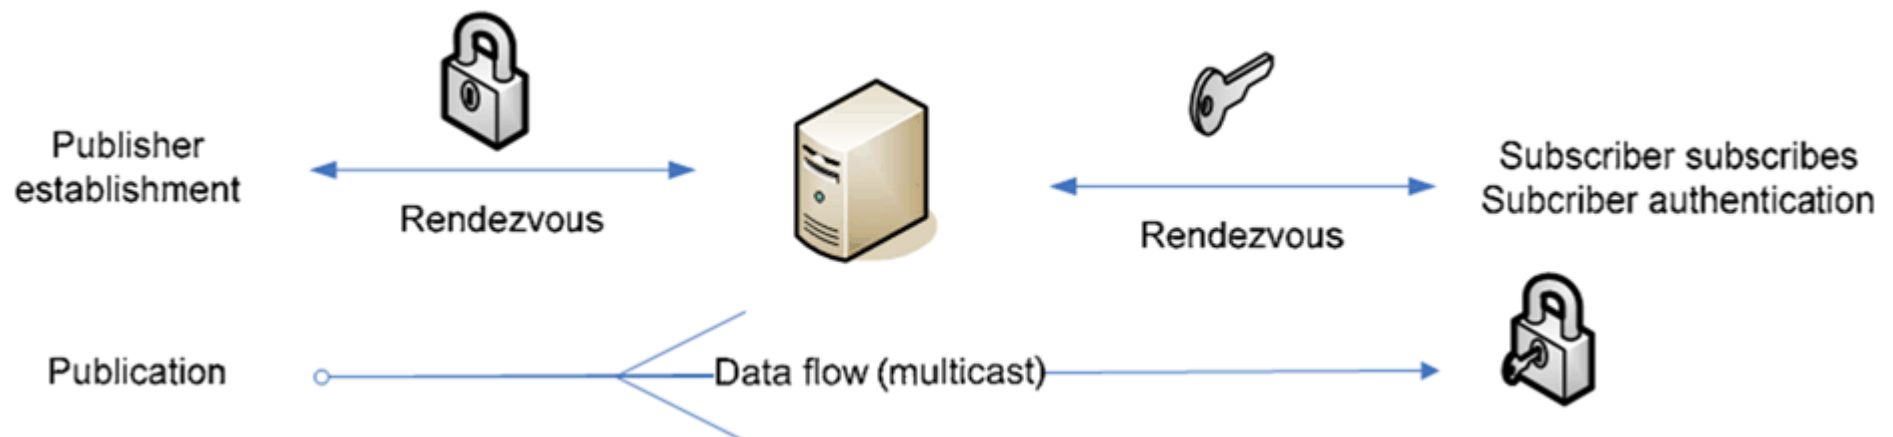 Publisher
establishment
Rendezvous
Subscriber subscribes
Subcriber authentication
Rendezvous
Publication
Data flow (multicast)